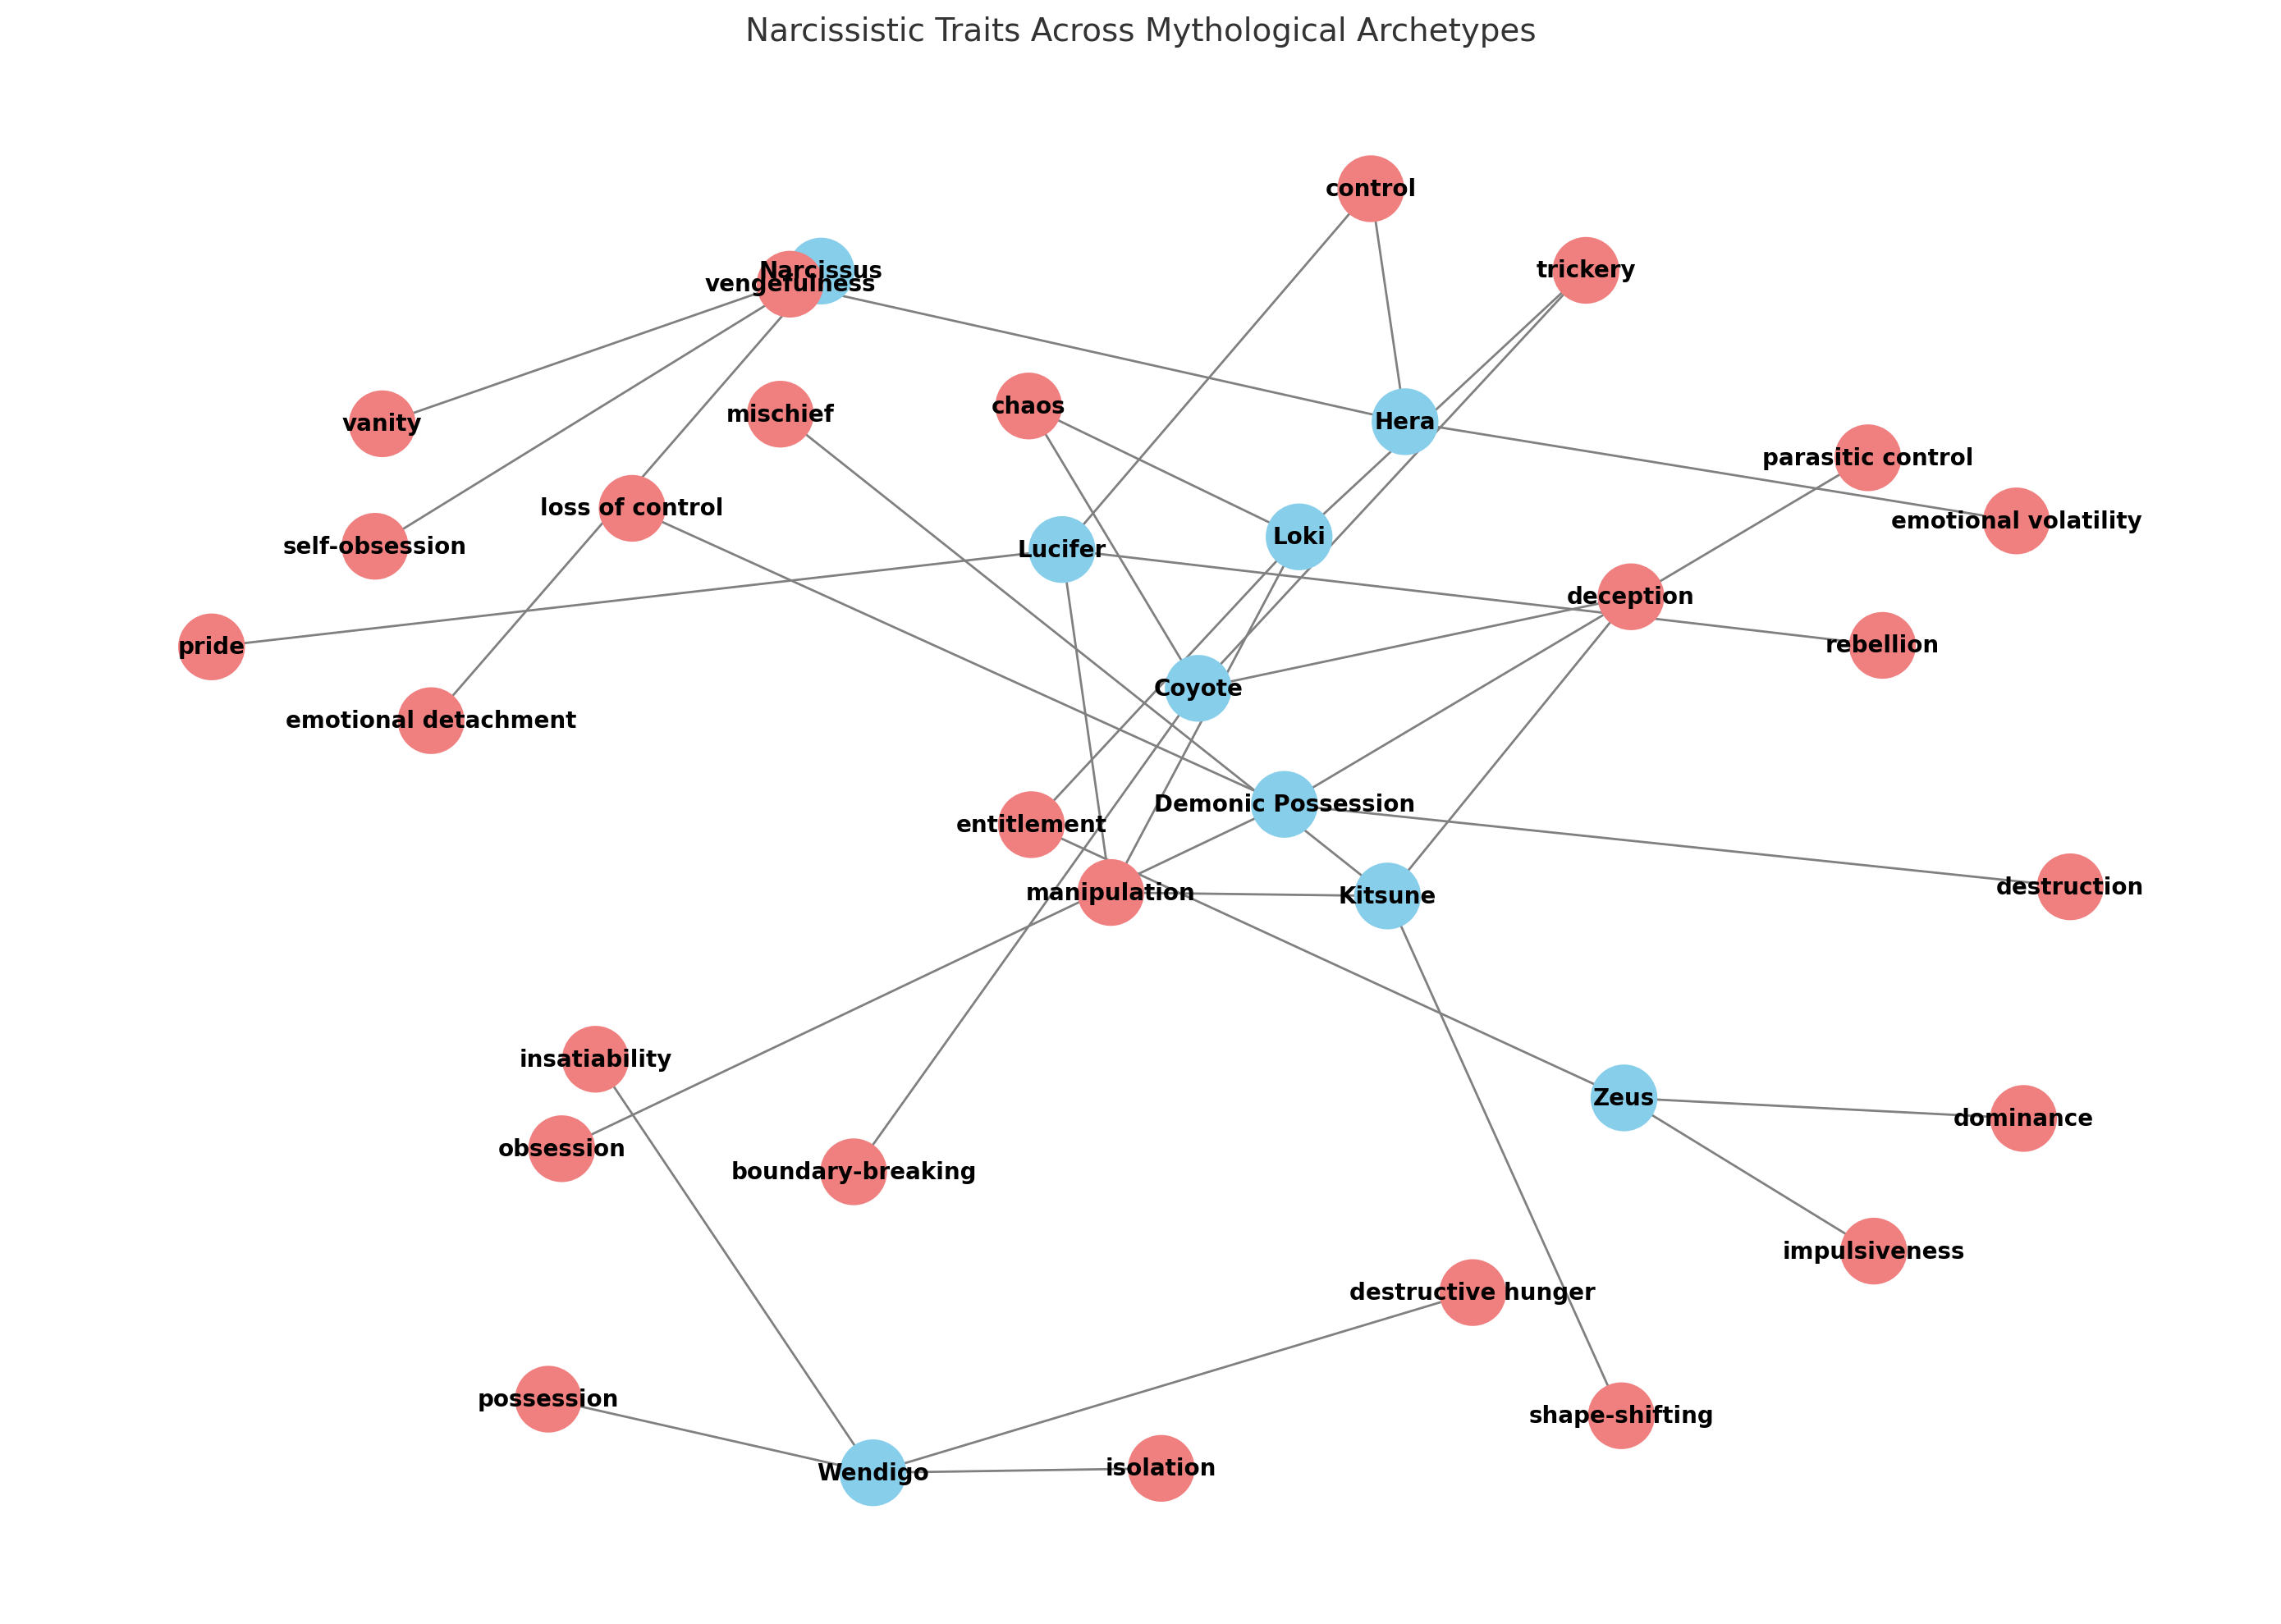 Narcissistic Traits Across Mythological Archetypes
control
Narcissus
trickery
vengefulness
chaos
mischief
Hera
vanity
parasitic control
loss of control
emotional volatility
Loki
self-obsession
Lucifer
deception
rebellion
pride
Coyote
emotional detachment
Demonic Possession
entitlement
destruction
manipulation
Kitsune
insatiability
Zeus
dominance
obsession
boundary-breaking
impulsiveness
destructive hunger
possession
shape-shifting
isolation
Wendigo